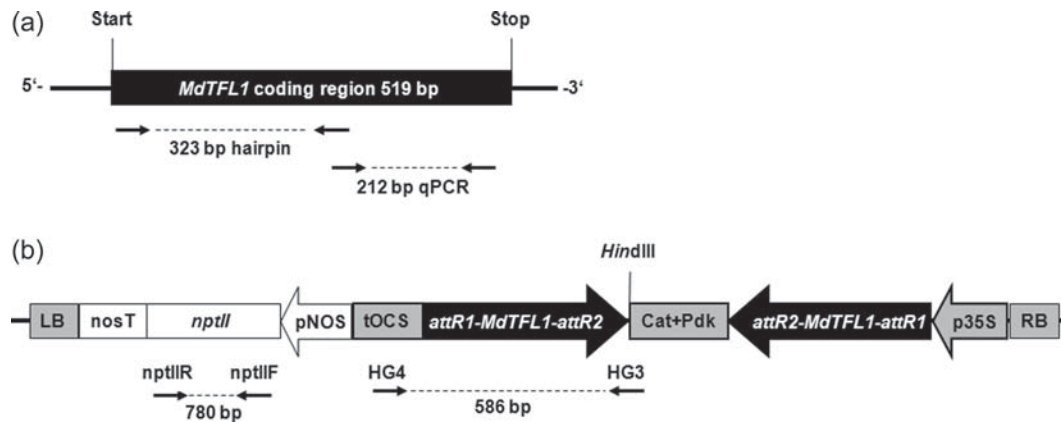 (a)
Start Stop
5‘- MdTFL1 coding region 519 bp -3‘
323 bp hairpin
212 bp qPCR
(b)
HindIII
LB nosT nptII pNOS tOCS attR1-MdTFL1-attR2 Cat+Pdk attR2-MdTFL1-attR1 p35S RB
nptIIR nptIIF HG4 HG3
780 bp 586 bp